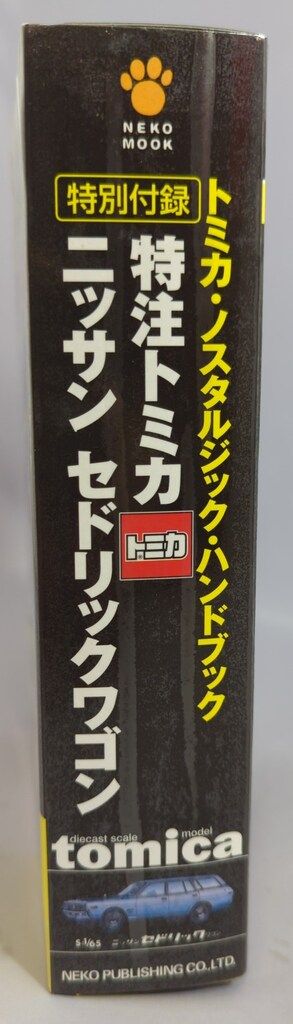 NEKO
MOOK
トミカ・ノスタルジック・ハンドブック
特別付録
特注トミカ
トミカ
ニッサン セドリックワゴン
diecast scale model
tomica
S=1/65 ニッサン セドリック ワゴン
NEKO PUBLISHING CO.,LTD.